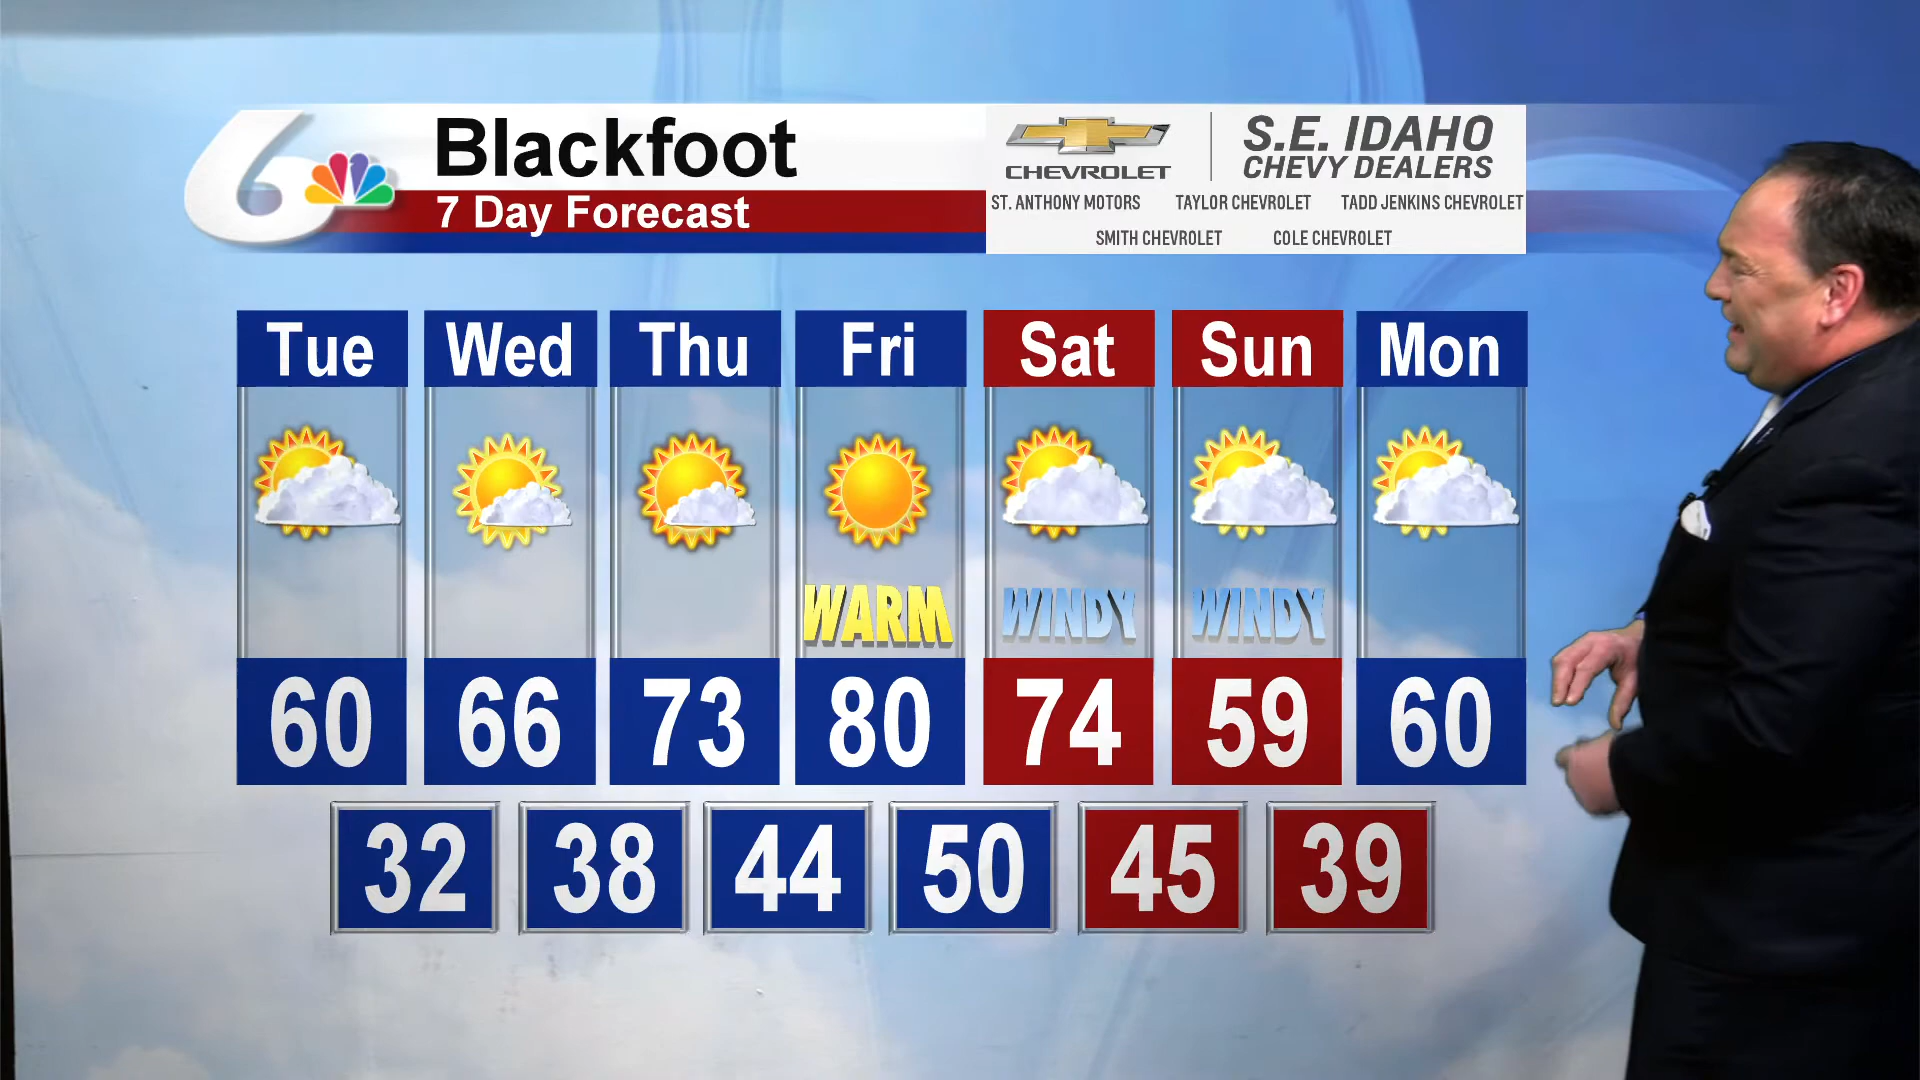 6
Blackfoot
7 Day Forecast
CHEVROLET
S.E. IDAHO
CHEVY DEALERS
ST. ANTHONY MOTORS TAYLOR CHEVROLET TADD JENKINS CHEVROLET
SMITH CHEVROLET COLE CHEVROLET
Tue Wed Thu Fri Sat Sun Mon
WARM WINDY WINDY
60 66 73 80 74 59 60
32 38 44 50 45 39